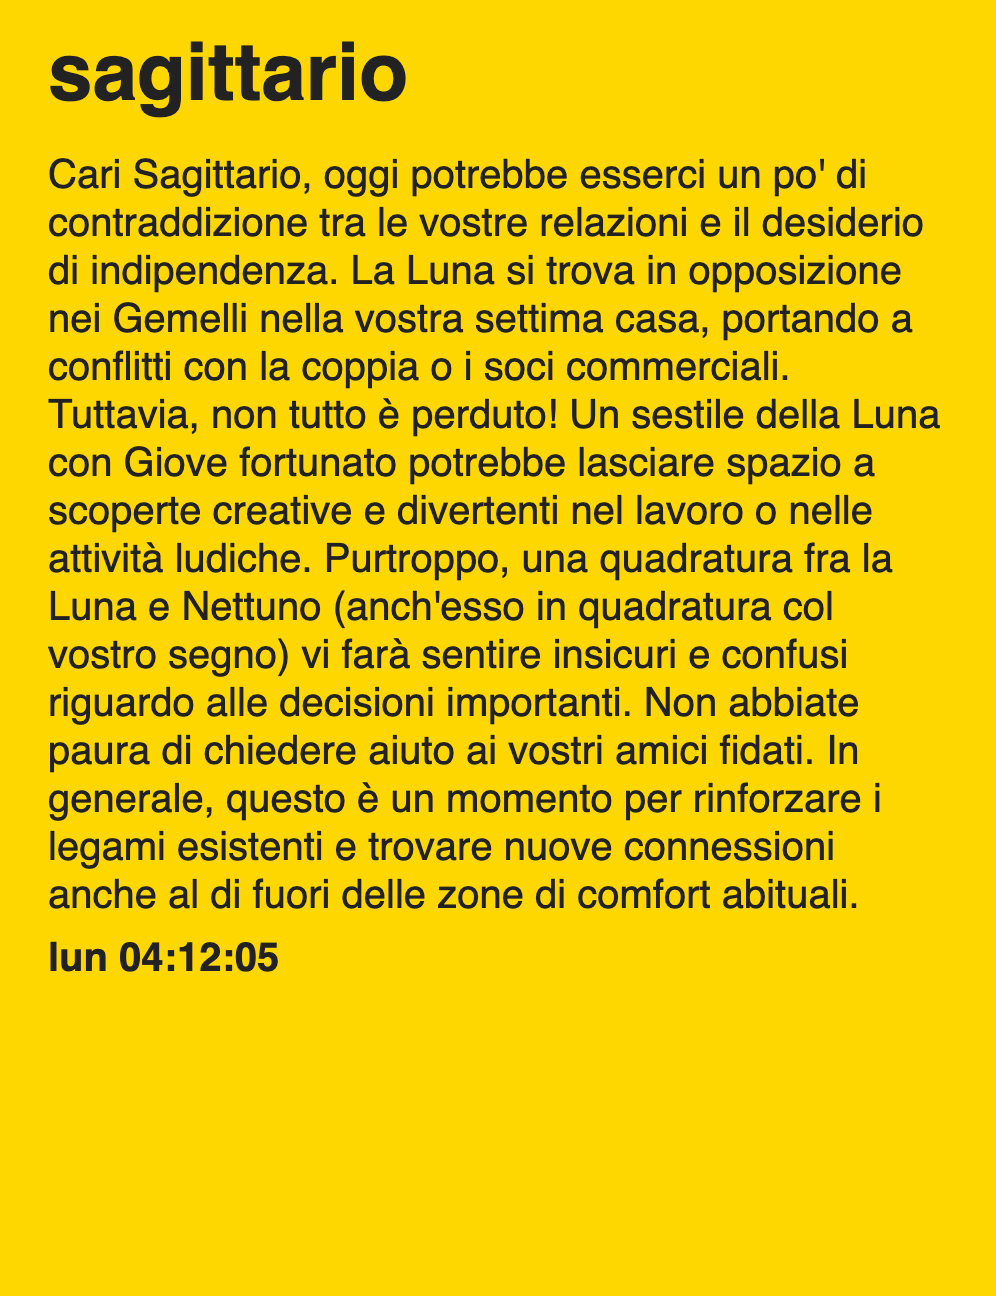 sagittario
Cari Sagittario, oggi potrebbe esserci un po' di
contraddizione tra le vostre relazioni e il desiderio
di indipendenza. La Luna si trova in opposizione
nei Gemelli nella vostra settima casa, portando a
conflitti con la coppia o i soci commerciali.
Tuttavia, non tutto è perduto! Un sestile della Luna
con Giove fortunato potrebbe lasciare spazio a
scoperte creative e divertenti nel lavoro o nelle
attività ludiche. Purtroppo, una quadratura fra la
Luna e Nettuno (anch'esso in quadratura col
vostro segno) vi farà sentire insicuri e confusi
riguardo alle decisioni importanti. Non abbiate
paura di chiedere aiuto ai vostri amici fidati. In
generale, questo è un momento per rinforzare i
legami esistenti e trovare nuove connessioni
anche al di fuori delle zone di comfort abituali.
lun 04:12:05